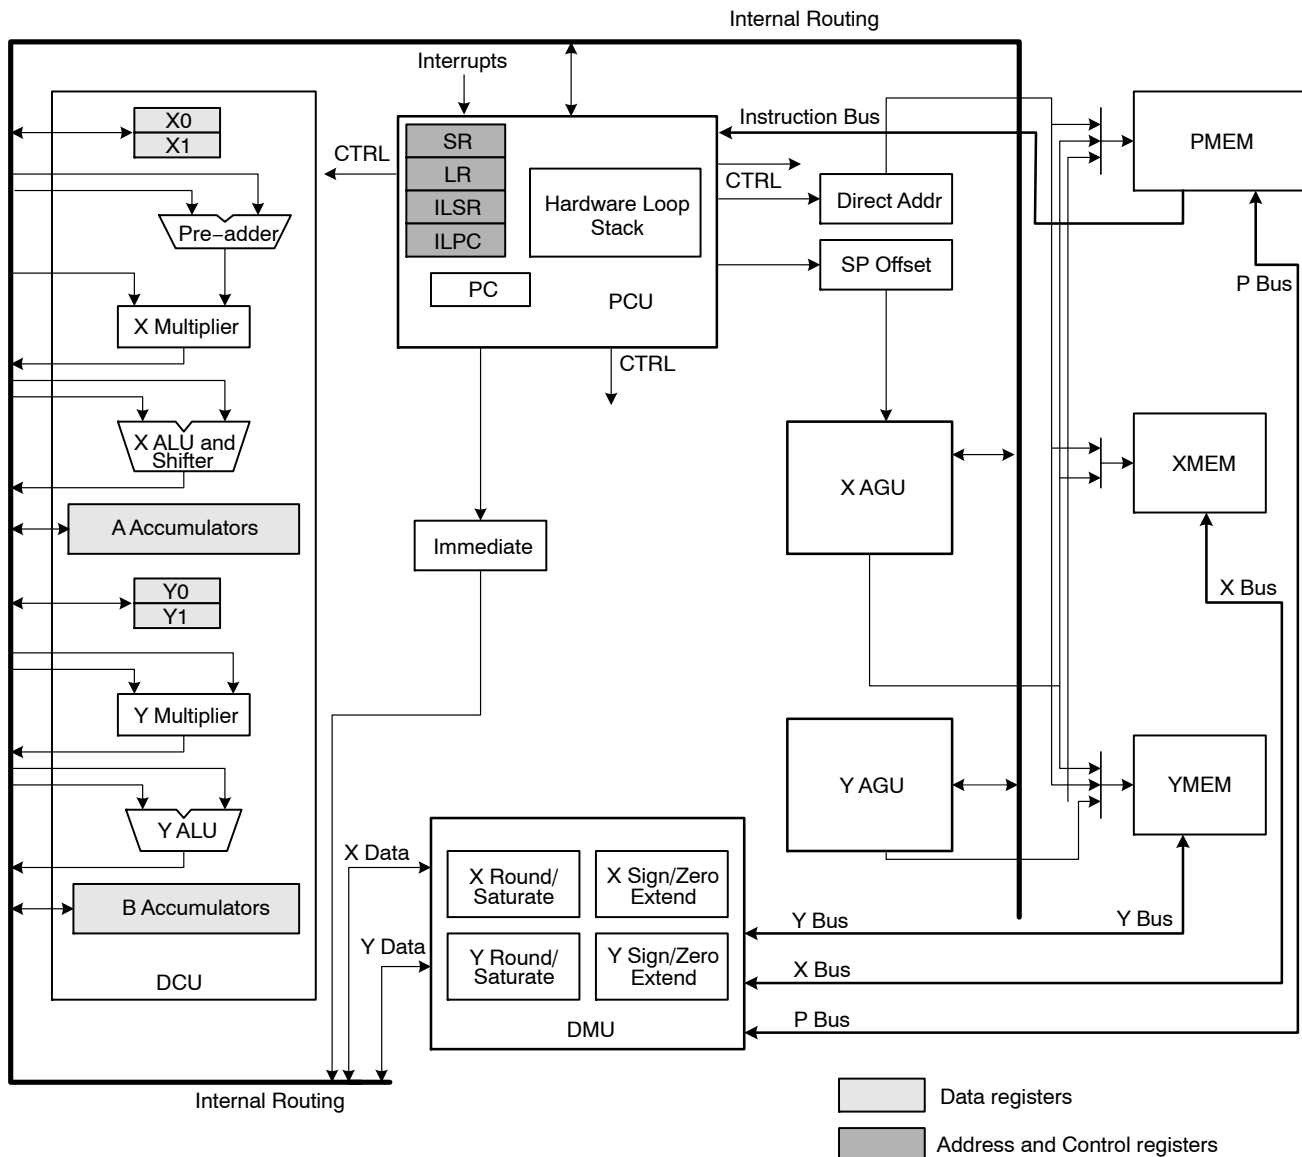 Internal Routing
Interrupts
X0
X1
CTRL
SR
LR
ILSR
ILPC
Hardware Loop
Stack
PC
PCU
Instruction Bus
CTRL
Direct Addr
SP Offset
PMEM
P Bus
Pre−adder
X Multiplier
CTRL
X ALU and
Shifter
X AGU
XMEM
A Accumulators
Immediate
X Bus
Y0
Y1
Y Multiplier
Y ALU
Y AGU
YMEM
X Data
X Round/
Saturate
X Sign/Zero
Extend
B Accumulators
Y Data
Y Round/
Saturate
Y Sign/Zero
Extend
Y Bus
Y Bus
X Bus
P Bus
DCU
DMU
Internal Routing
Data registers
Address and Control registers